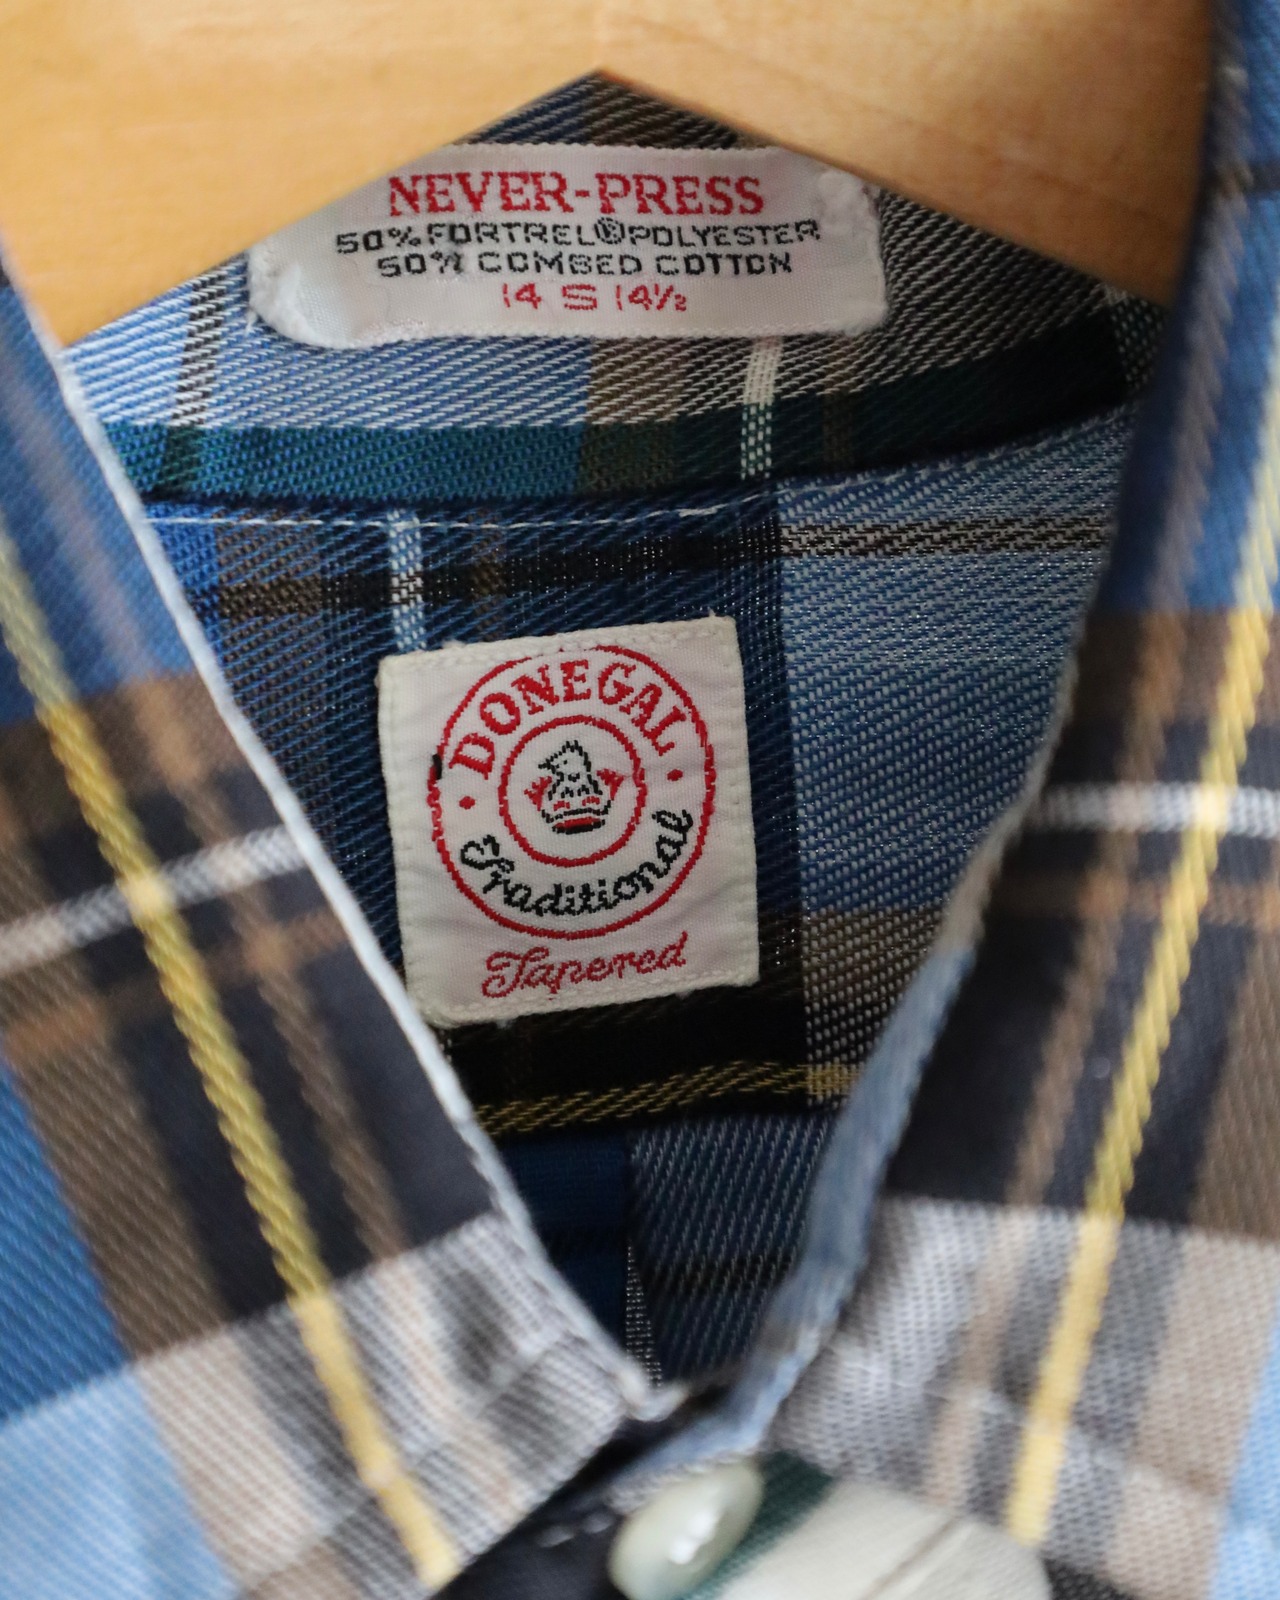 NEVER-PRESS
50% FORTREL® POLYESTER
50% COMBED COTTON
14 S 14½
DONEGAL
Traditional
Tapered